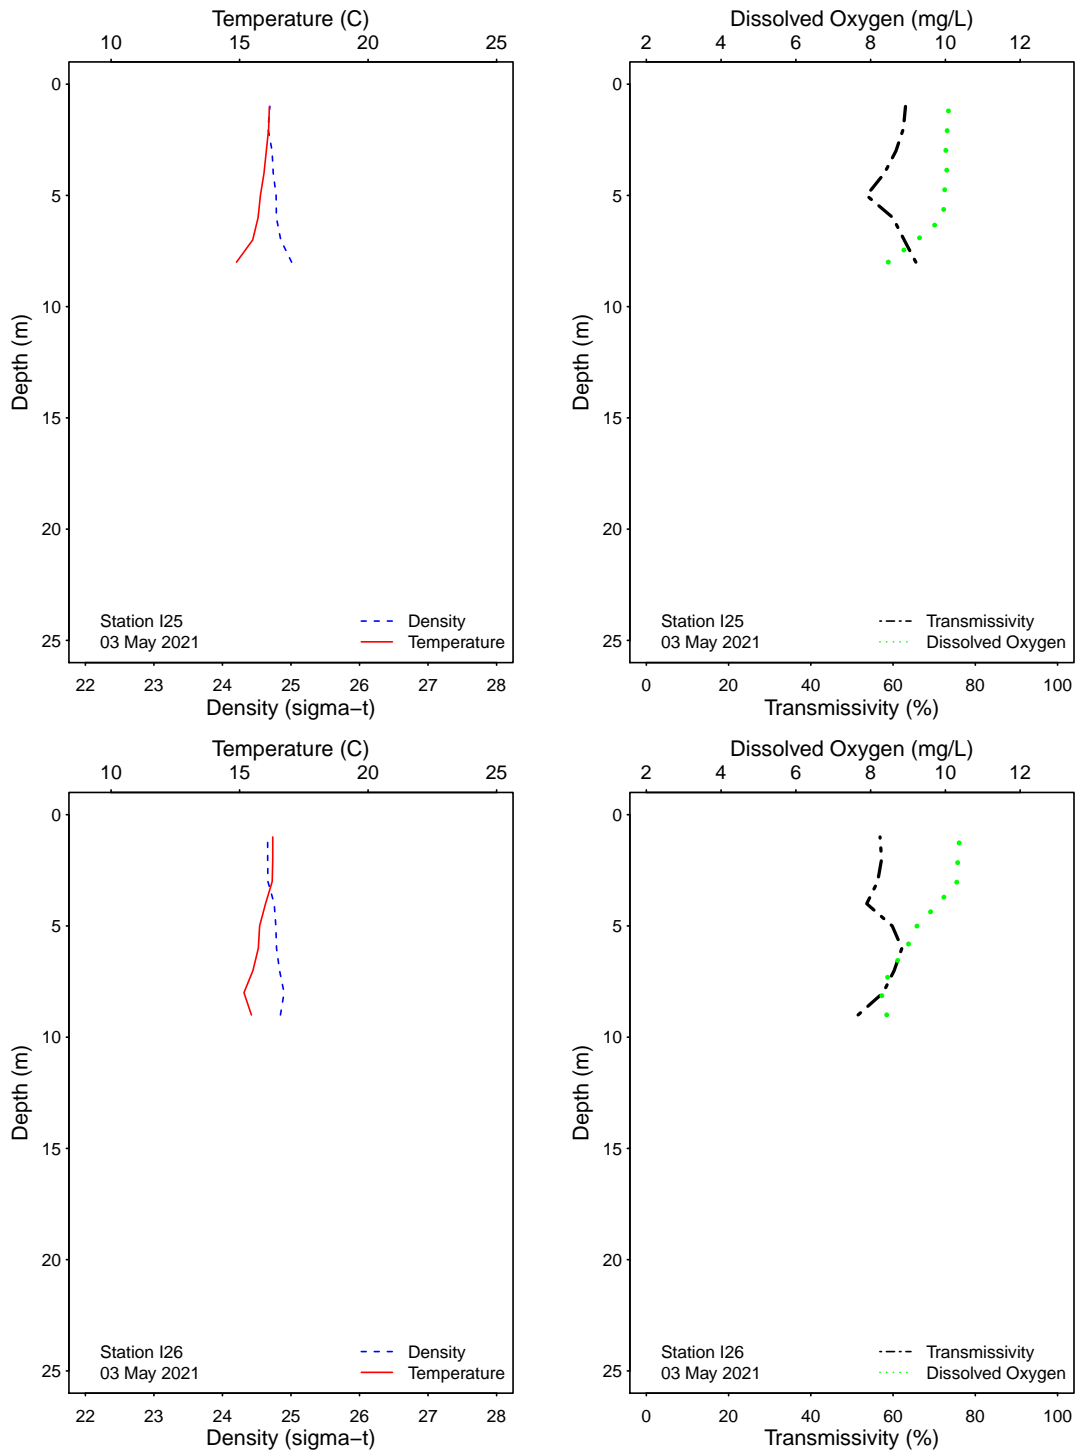 Temperature (C)
10 15 20 25
0
5
10
15
20
25
Depth (m)
Station I25
03 May 2021
Density
Temperature
22 23 24 25 26 27 28
Density (sigma−t)
Dissolved Oxygen (mg/L)
2 4 6 8 10 12
0
5
10
15
20
25
Depth (m)
Station I25
03 May 2021
Transmissivity
Dissolved Oxygen
0 20 40 60 80 100
Transmissivity (%)
Temperature (C)
10 15 20 25
0
5
10
15
20
25
Depth (m)
Station I26
03 May 2021
Density
Temperature
22 23 24 25 26 27 28
Density (sigma−t)
Dissolved Oxygen (mg/L)
2 4 6 8 10 12
0
5
10
15
20
25
Depth (m)
Station I26
03 May 2021
Transmissivity
Dissolved Oxygen
0 20 40 60 80 100
Transmissivity (%)